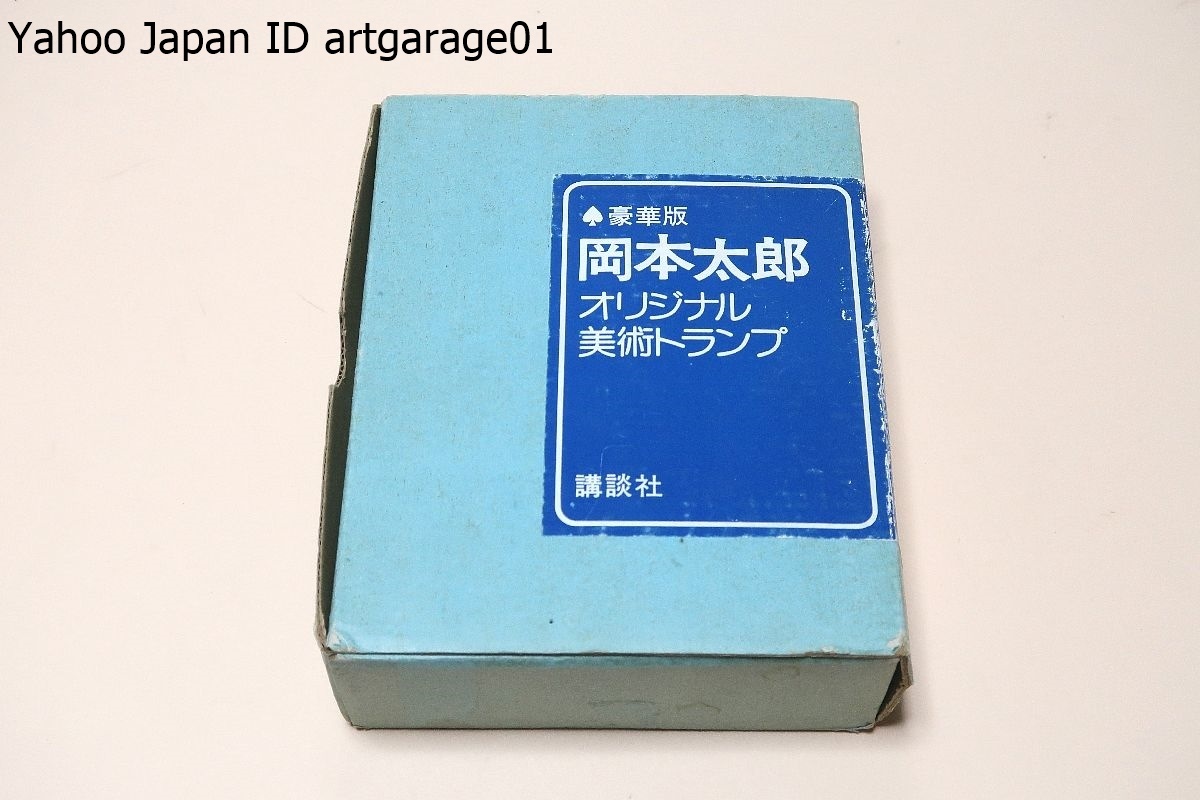 Yahoo Japan ID artgarage01
♠豪華版
岡本太郎
オリジナル
美術トランプ
講談社